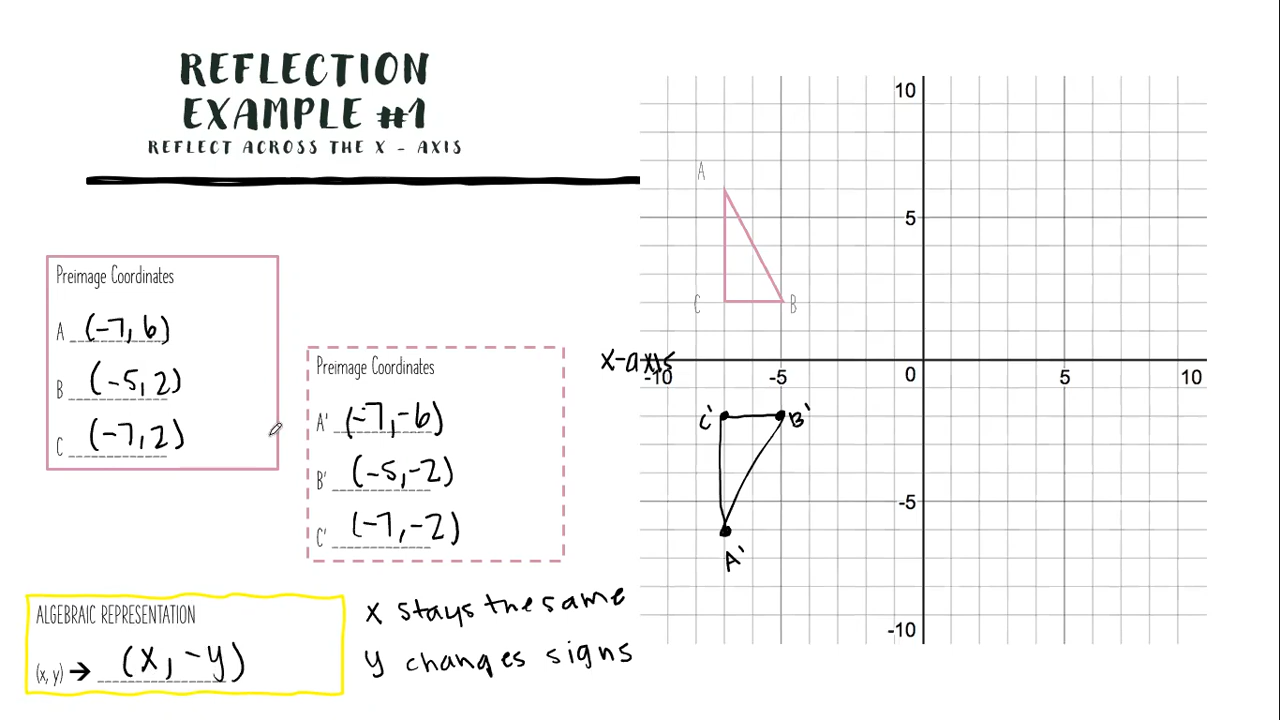 REFLECTION
EXAMPLE #1
REFLECT ACROSS THE X - AXIS
Preimage Coordinates
A (-7, 6)
B (-5, 2)
C (-7, 2)
Preimage Coordinates
A' (-7, -6)
B' (-5, -2)
C' (-7, -2)
ALGEBRAIC REPRESENTATION
(x, y) → (x, -y)
x stays the same
y changes signs
10
A
5
C B
x-axis
-10 -5 0 5 10
C' B'
-5
A'
-10